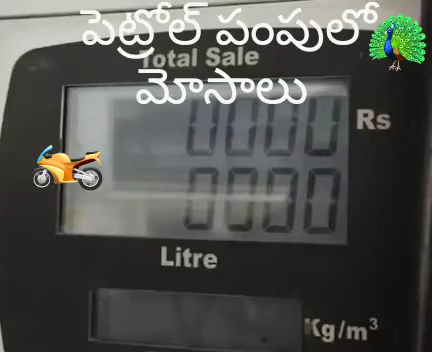 పెట్రోల్ పంపులో
Total Sale
మోసాలు
0000 Rs
0000
Litre
Kg/m³